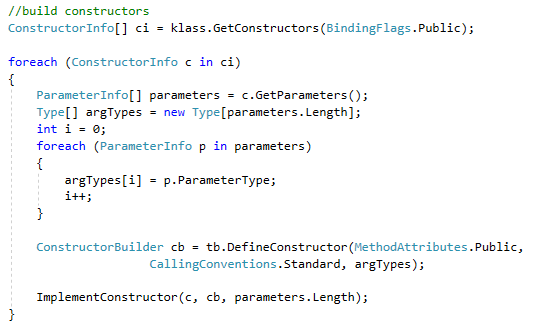 //build constructors
ConstructorInfo[] ci = klass.GetConstructors(BindingFlags.Public);
foreach (ConstructorInfo c in ci)
{
ParameterInfo[] parameters = c.GetParameters();
Type[] argTypes = new Type[parameters.Length];
int i = 0;
foreach (ParameterInfo p in parameters)
{
argTypes[i] = p.ParameterType;
i++;
}
ConstructorBuilder cb = tb.DefineConstructor(MethodAttributes.Public,
CallingConventions.Standard, argTypes);
ImplementConstructor(c, cb, parameters.Length);
}